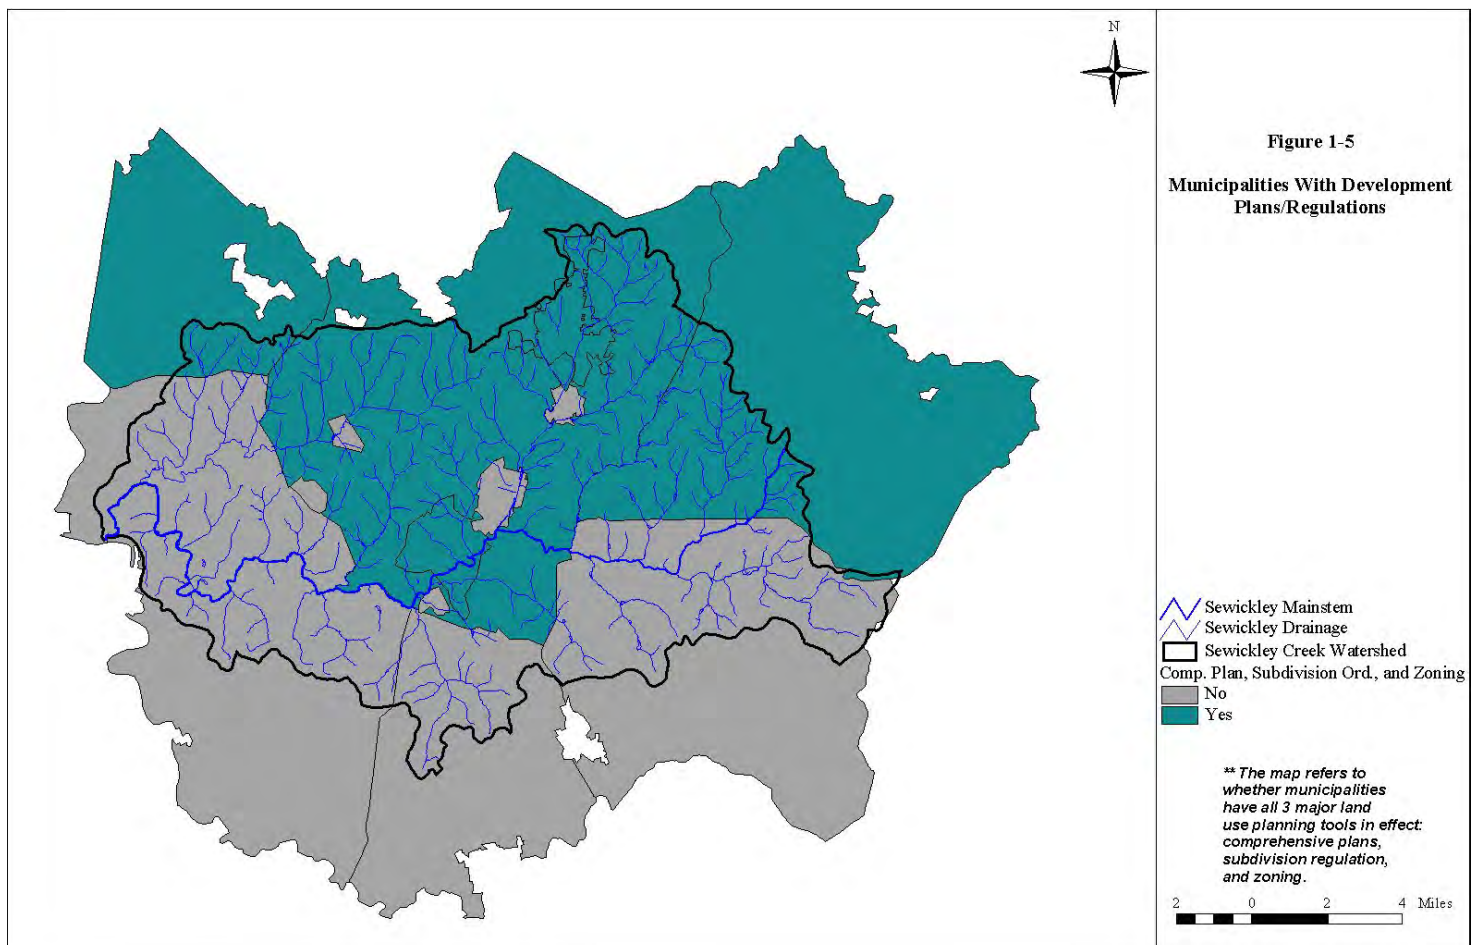 N
Figure 1-5
Municipalities With Development
Plans/Regulations
Sewickley Mainstem
Sewickley Drainage
Sewickley Creek Watershed
Comp. Plan, Subdivision Ord., and Zoning
No
Yes
** The map refers to
whether municipalities
have all 3 major land
use planning tools in effect:
comprehensive plans,
subdivision regulation,
and zoning.
2 0 2 4 Miles